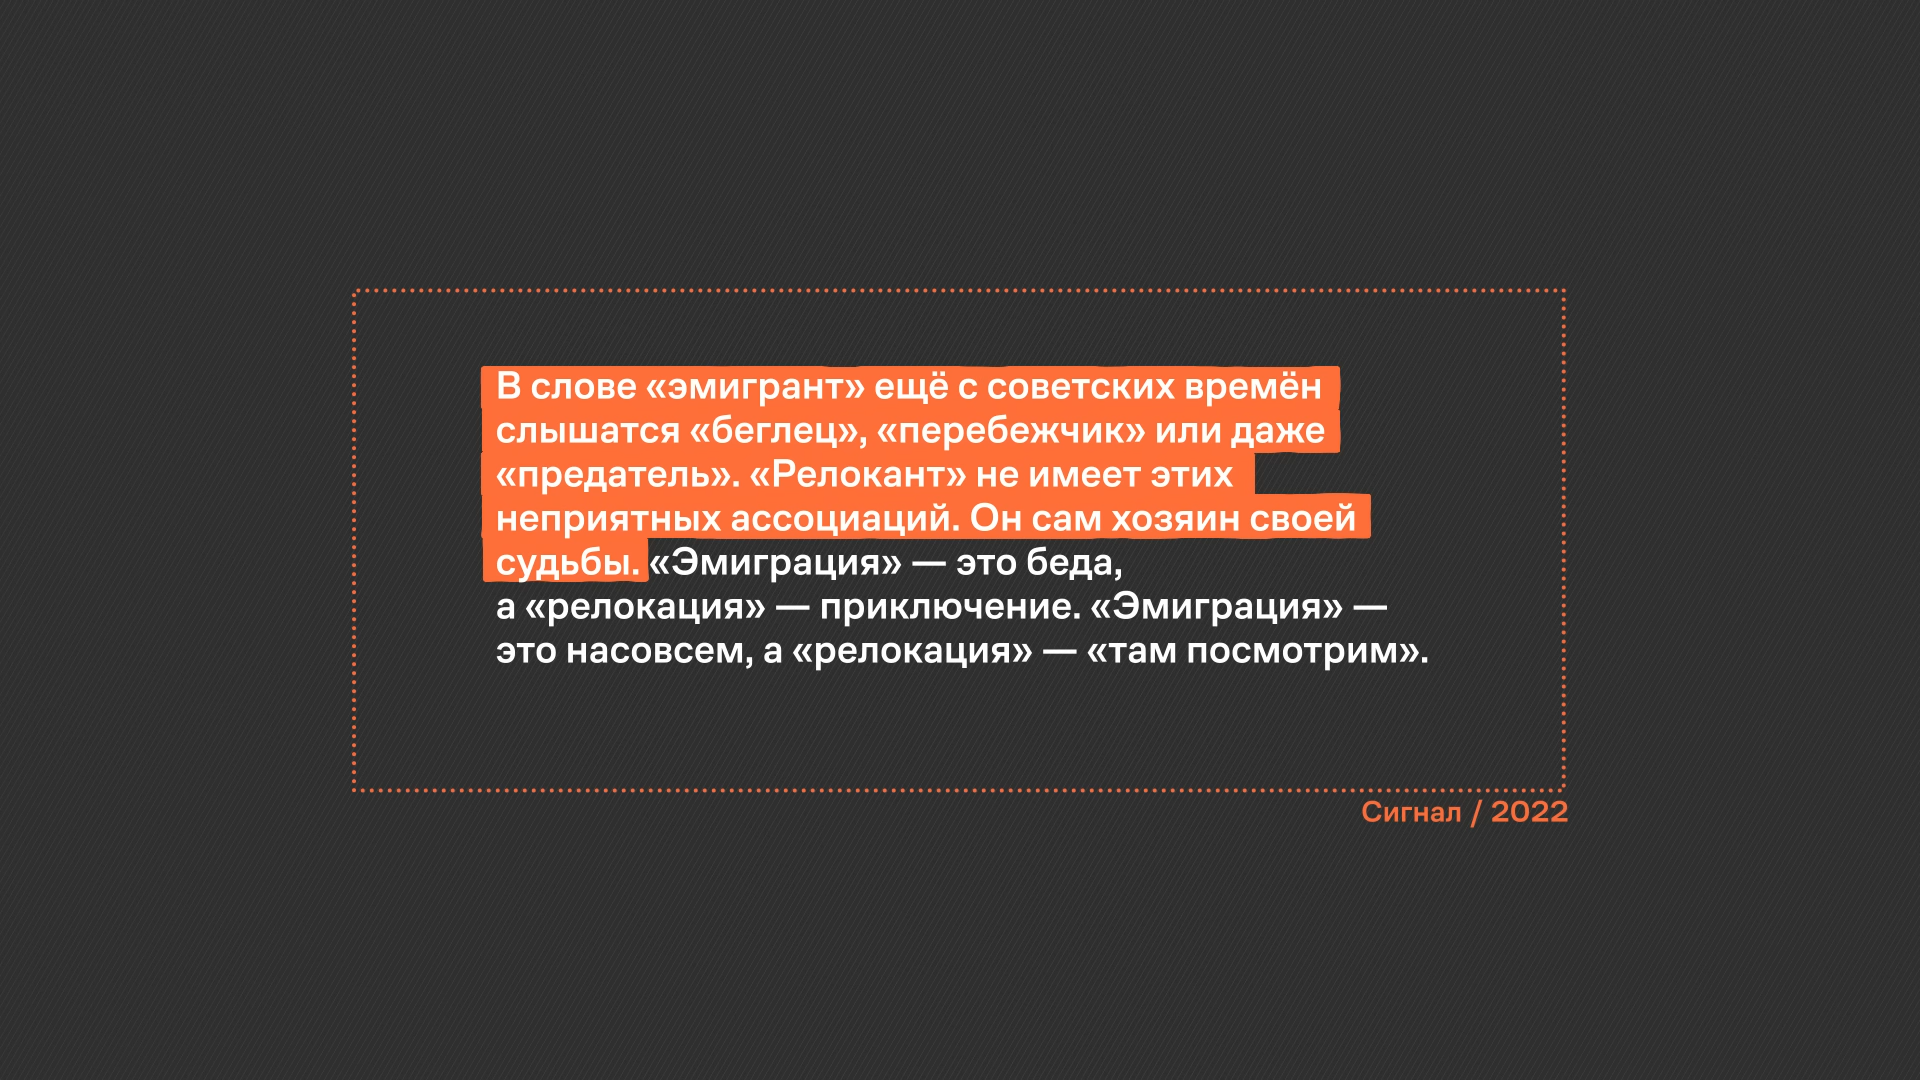 В слове «эмигрант» ещё с советских времён
слышатся «беглец», «перебежчик» или даже
«предатель». «Релокант» не имеет этих
неприятных ассоциаций. Он сам хозяин своей
судьбы. «Эмиграция» — это беда,
а «релокация» — приключение. «Эмиграция» —
это насовсем, а «релокация» — «там посмотрим».
Сигнал / 2022